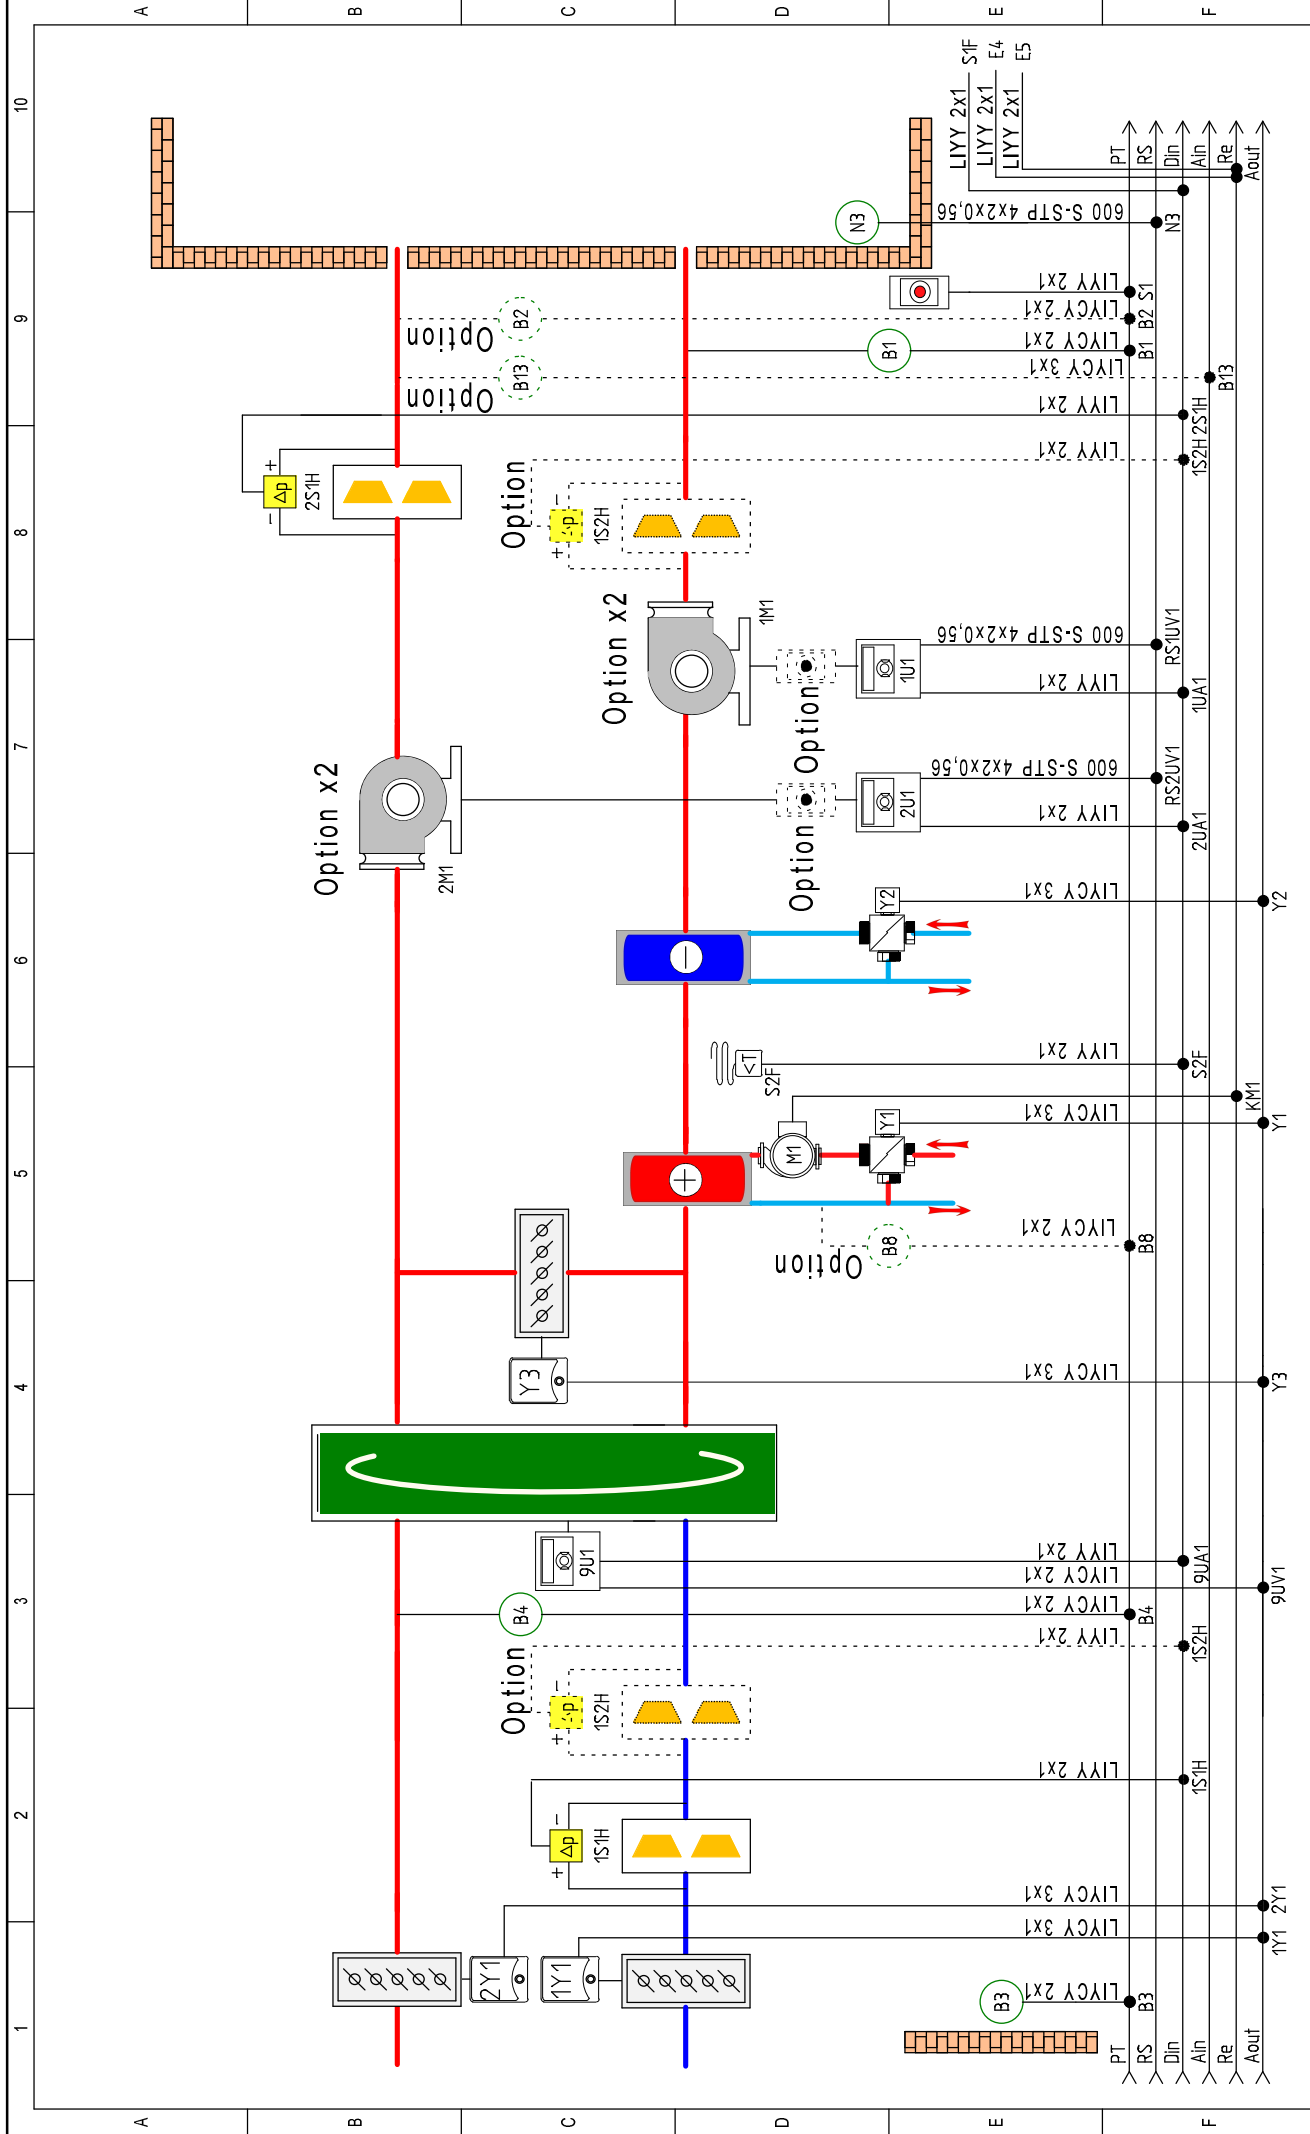 A
B
C
D
E
F
1
2
3
4
5
6
7
8
9
10
A
B
C
D
E
F
2Y1
1Y1
B3
LIYCY 2x1
B3
LIYCY 3x1
1Y1
LIYCY 3x1
2Y1
+
-
Δp
1S1H
LIYY 2x1
1S1H
Option
+
-
1S2H
LIYY 2x1
1S2H
B4
LIYCY 2x1
B4
9U1
LIYCY 2x1
9UV1
LIYY 2x1
9UA1
Y3
LIYCY 3x1
Y3
Option
B8
LIYCY 2x1
B8
M1
Y1
LIYCY 3x1
Y1
KM1
<T
S2F
LIYY 2x1
S2F
Y2
LIYCY 3x1
Y2
Option x2
2M1
Option
2U1
LIYY 2x1
2UA1
600 S-STP 4x2x0,56
RS2UV1
Option x2
1M1
Option
1U1
LIYY 2x1
1UA1
600 S-STP 4x2x0,56
RS1UV1
Option
+
-
1S2H
LIYY 2x1
1S2H
-
+
Δp
2S1H
LIYY 2x1
2S1H
Option
B13
LIYCY 3x1
B13
B1
LIYCY 2x1
B1
Option
B2
LIYCY 2x1
B2
LIYY 2x1
S1
N3
600 S-STP 4x2x0,56
N3
LIYY 2x1
S1F
LIYY 2x1
E4
LIYY 2x1
E5
PT
RS
Din
Ain
Re
Aout
PT
RS
Din
Ain
Re
Aout